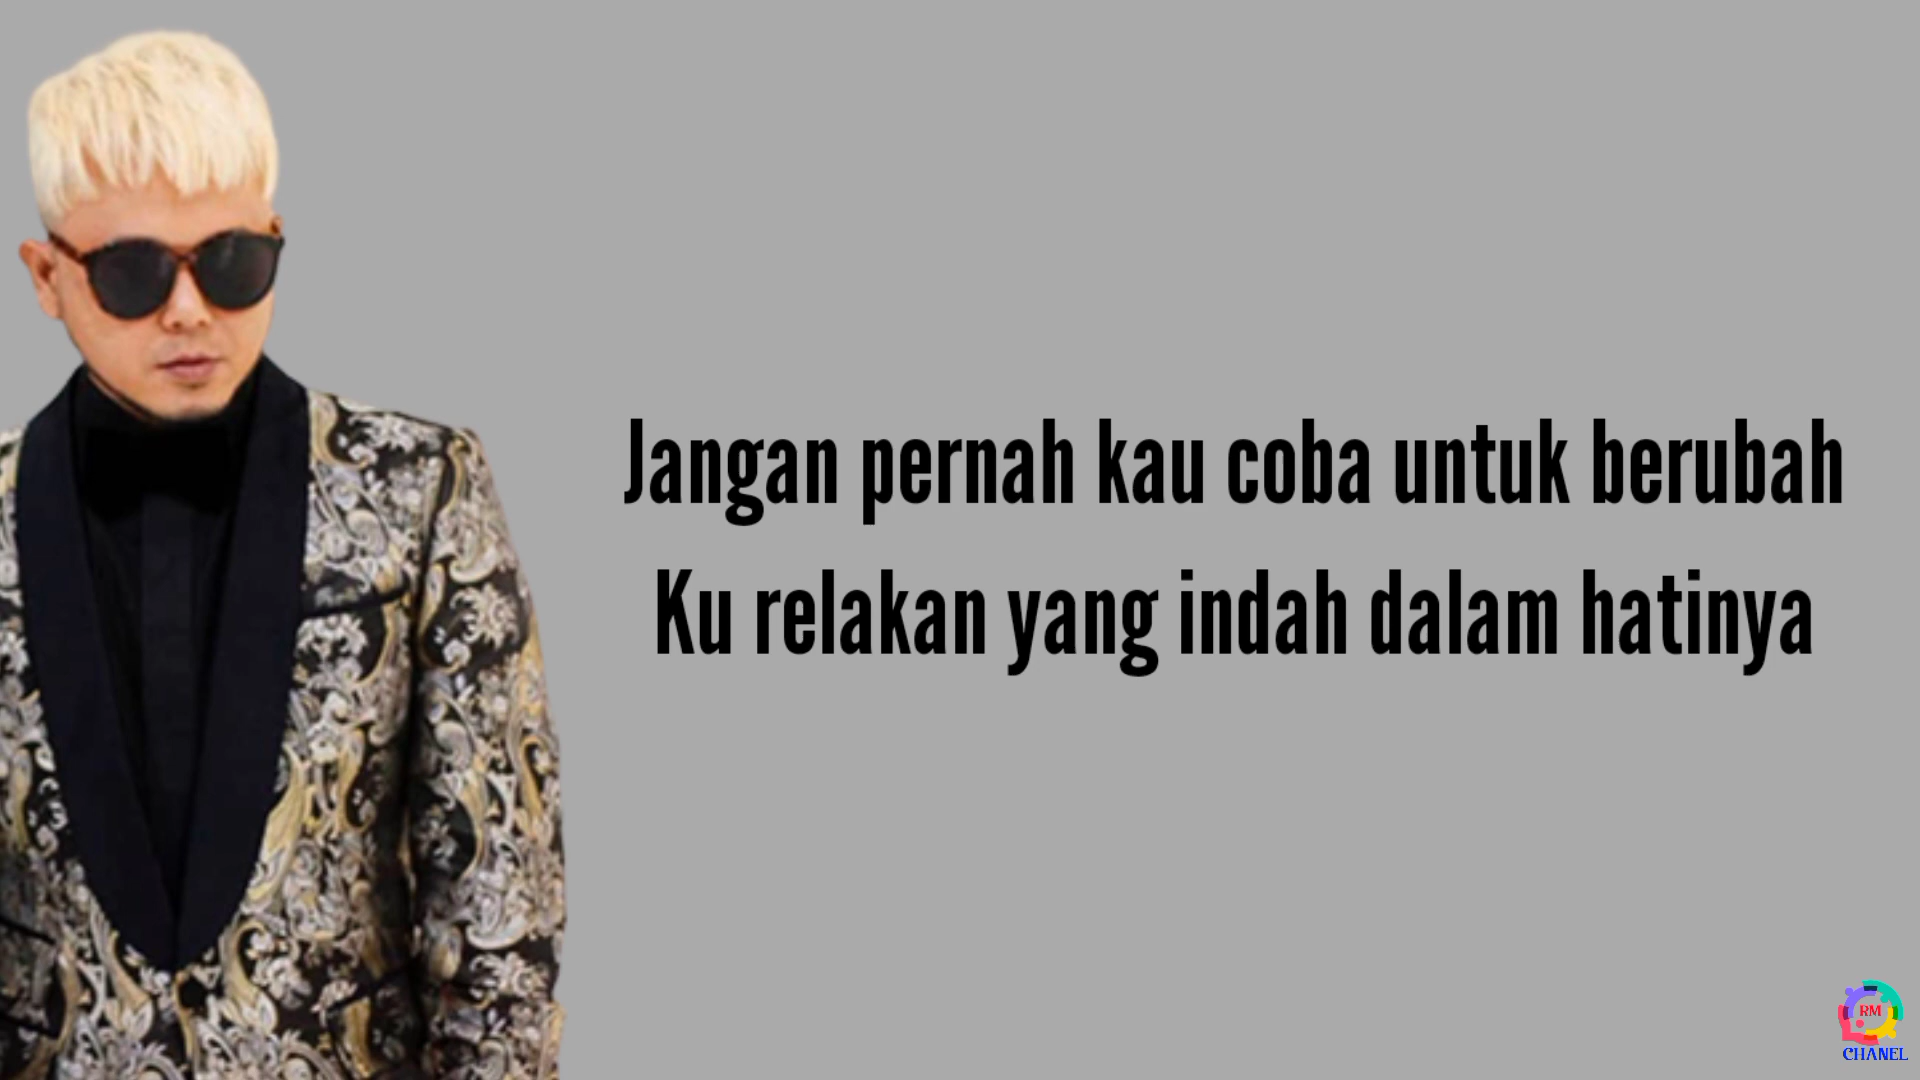 Jangan pernah kau coba untuk berubah
Ku relakan yang indah dalam hatinya
RM
CHANEL